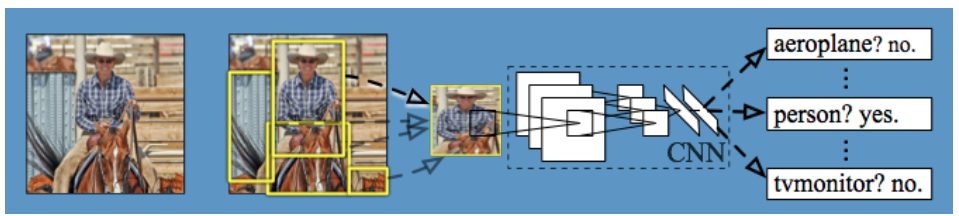 aeroplane? no.
person? yes.
CNN
tvmonitor? no.